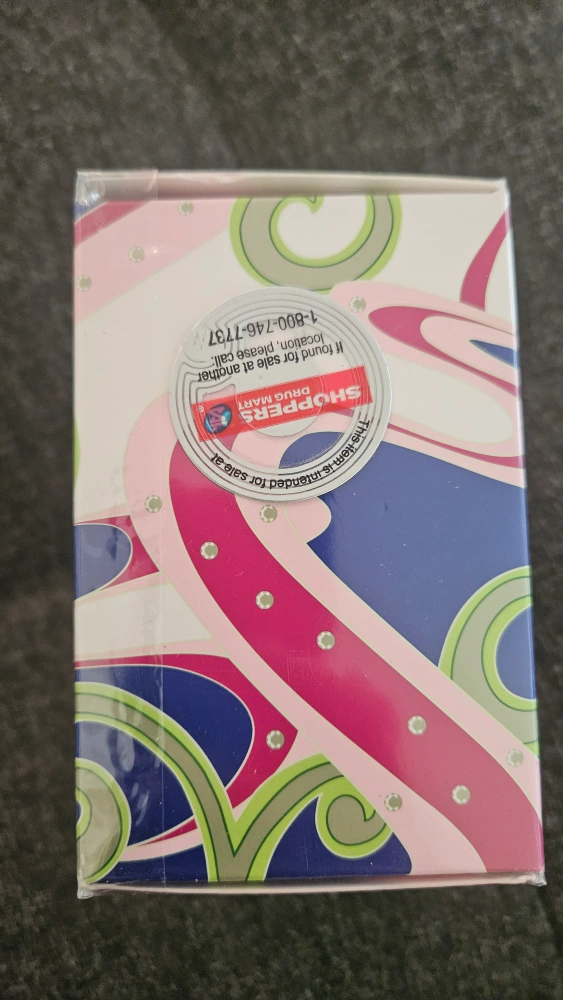 This item is intended for sale at
SHOPPERS
DRUG MART
If found for sale at another
location, please call:
1-800-746-7737